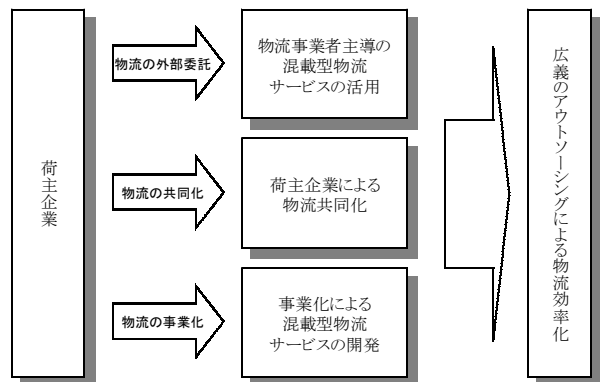 荷主企業
物流の外部委託
物流事業者主導の
混載型物流
サービスの活用
物流の共同化
荷主企業による
物流共同化
物流の事業化
事業化による
混載型物流
サービスの開発
広義のアウトソーシングによる物流効率化